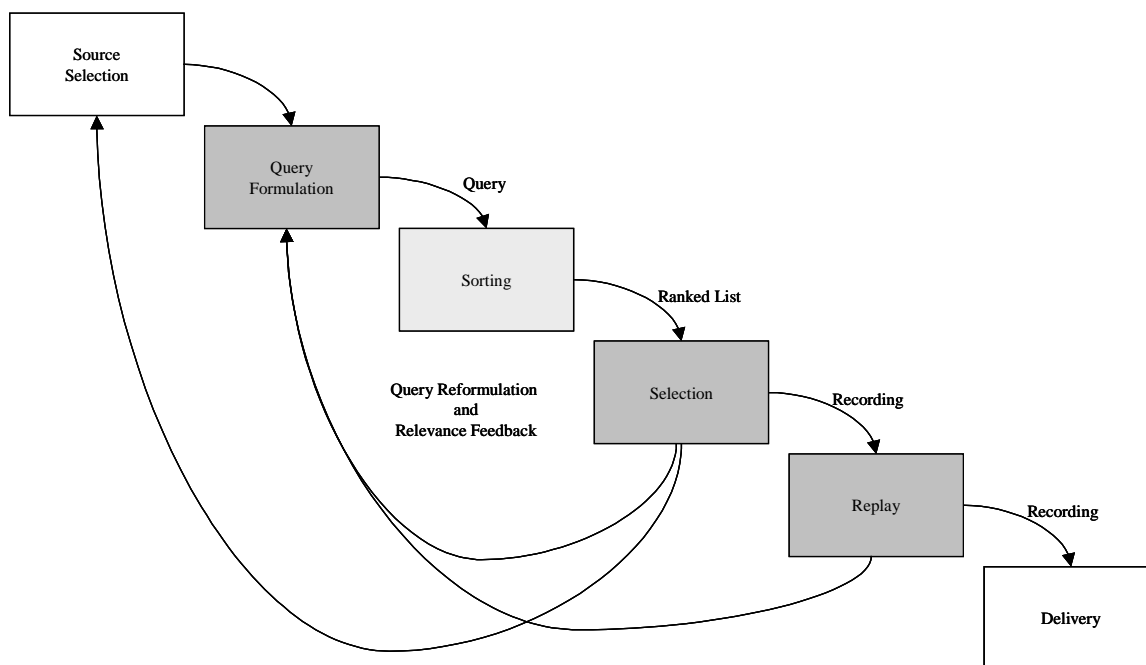 Source
Selection
Query
Formulation
Query
Sorting
Ranked List
Query Reformulation
and
Relevance Feedback
Selection
Recording
Replay
Recording
Delivery